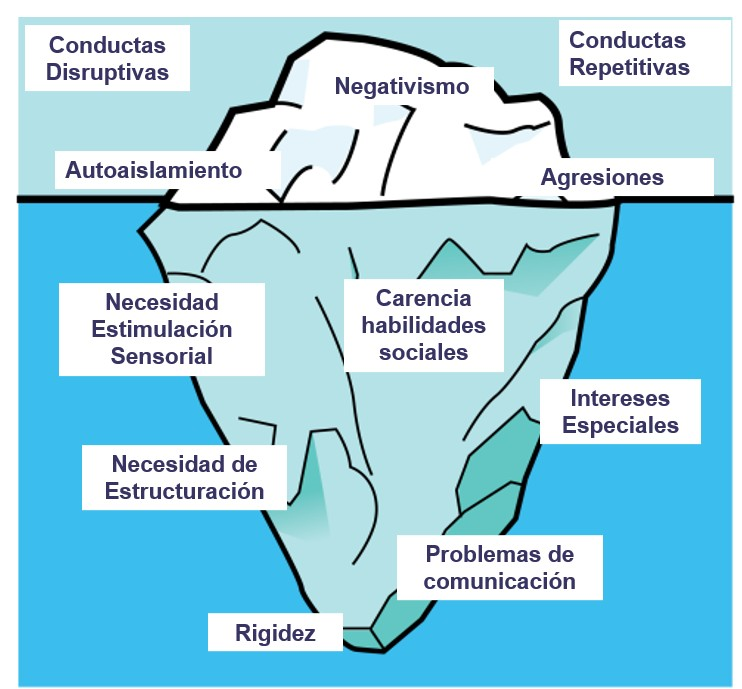 Conductas
Disruptivas
Conductas
Repetitivas
Negativismo
Autoaislamiento
Agresiones
Necesidad
Estimulación
Sensorial
Carencia
habilidades
sociales
Intereses
Especiales
Necesidad de
Estructuración
Problemas de
comunicación
Rigidez